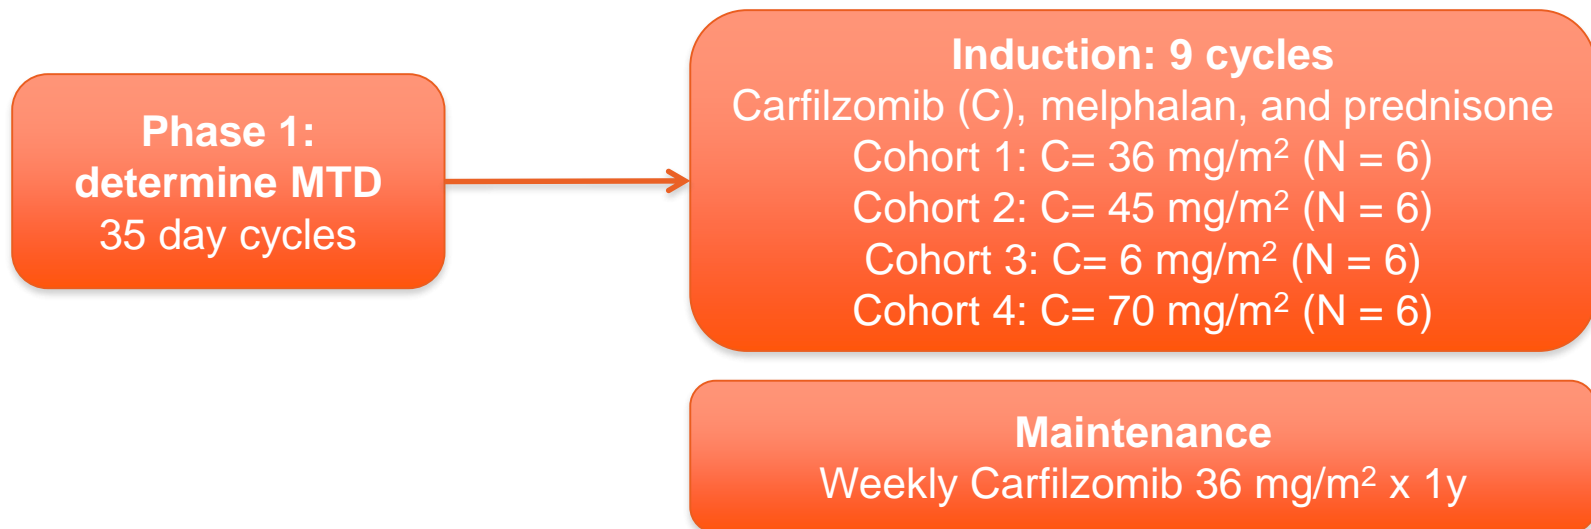 Phase 1:
determine MTD
35 day cycles
Induction: 9 cycles
Carfilzomib (C), melphalan, and prednisone
Cohort 1: C= 36 mg/m² (N = 6)
Cohort 2: C= 45 mg/m² (N = 6)
Cohort 3: C= 6 mg/m² (N = 6)
Cohort 4: C= 70 mg/m² (N = 6)
Maintenance
Weekly Carfilzomib 36 mg/m² x 1y